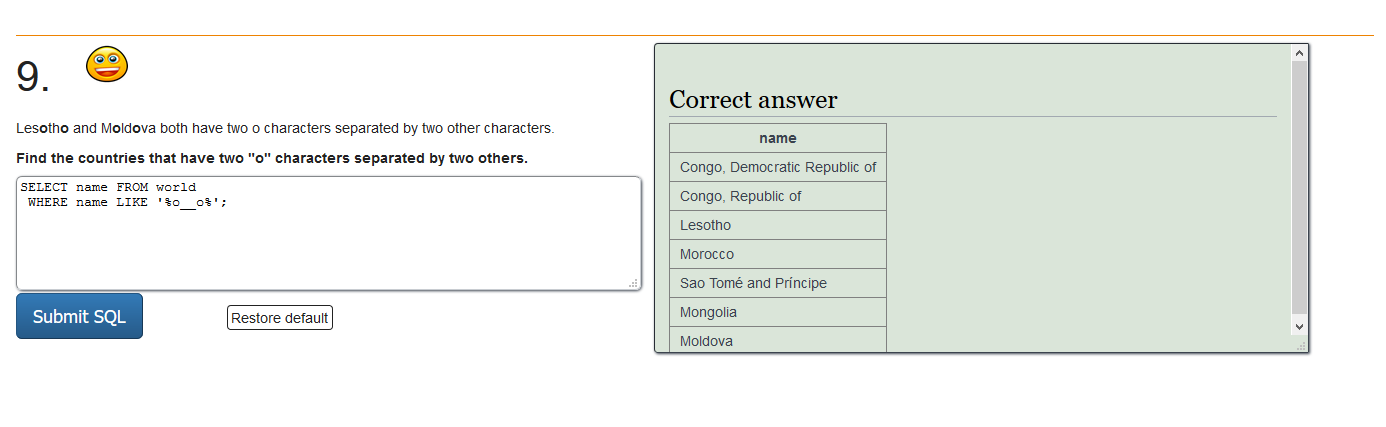 9.
Lesotho and Moldova both have two o characters separated by two other characters.
Find the countries that have two "o" characters separated by two others.
SELECT name FROM world
 WHERE name LIKE '%o__o%';
Submit SQL
Restore default
Correct answer
name
Congo, Democratic Republic of
Congo, Republic of
Lesotho
Morocco
Sao Tomé and Príncipe
Mongolia
Moldova